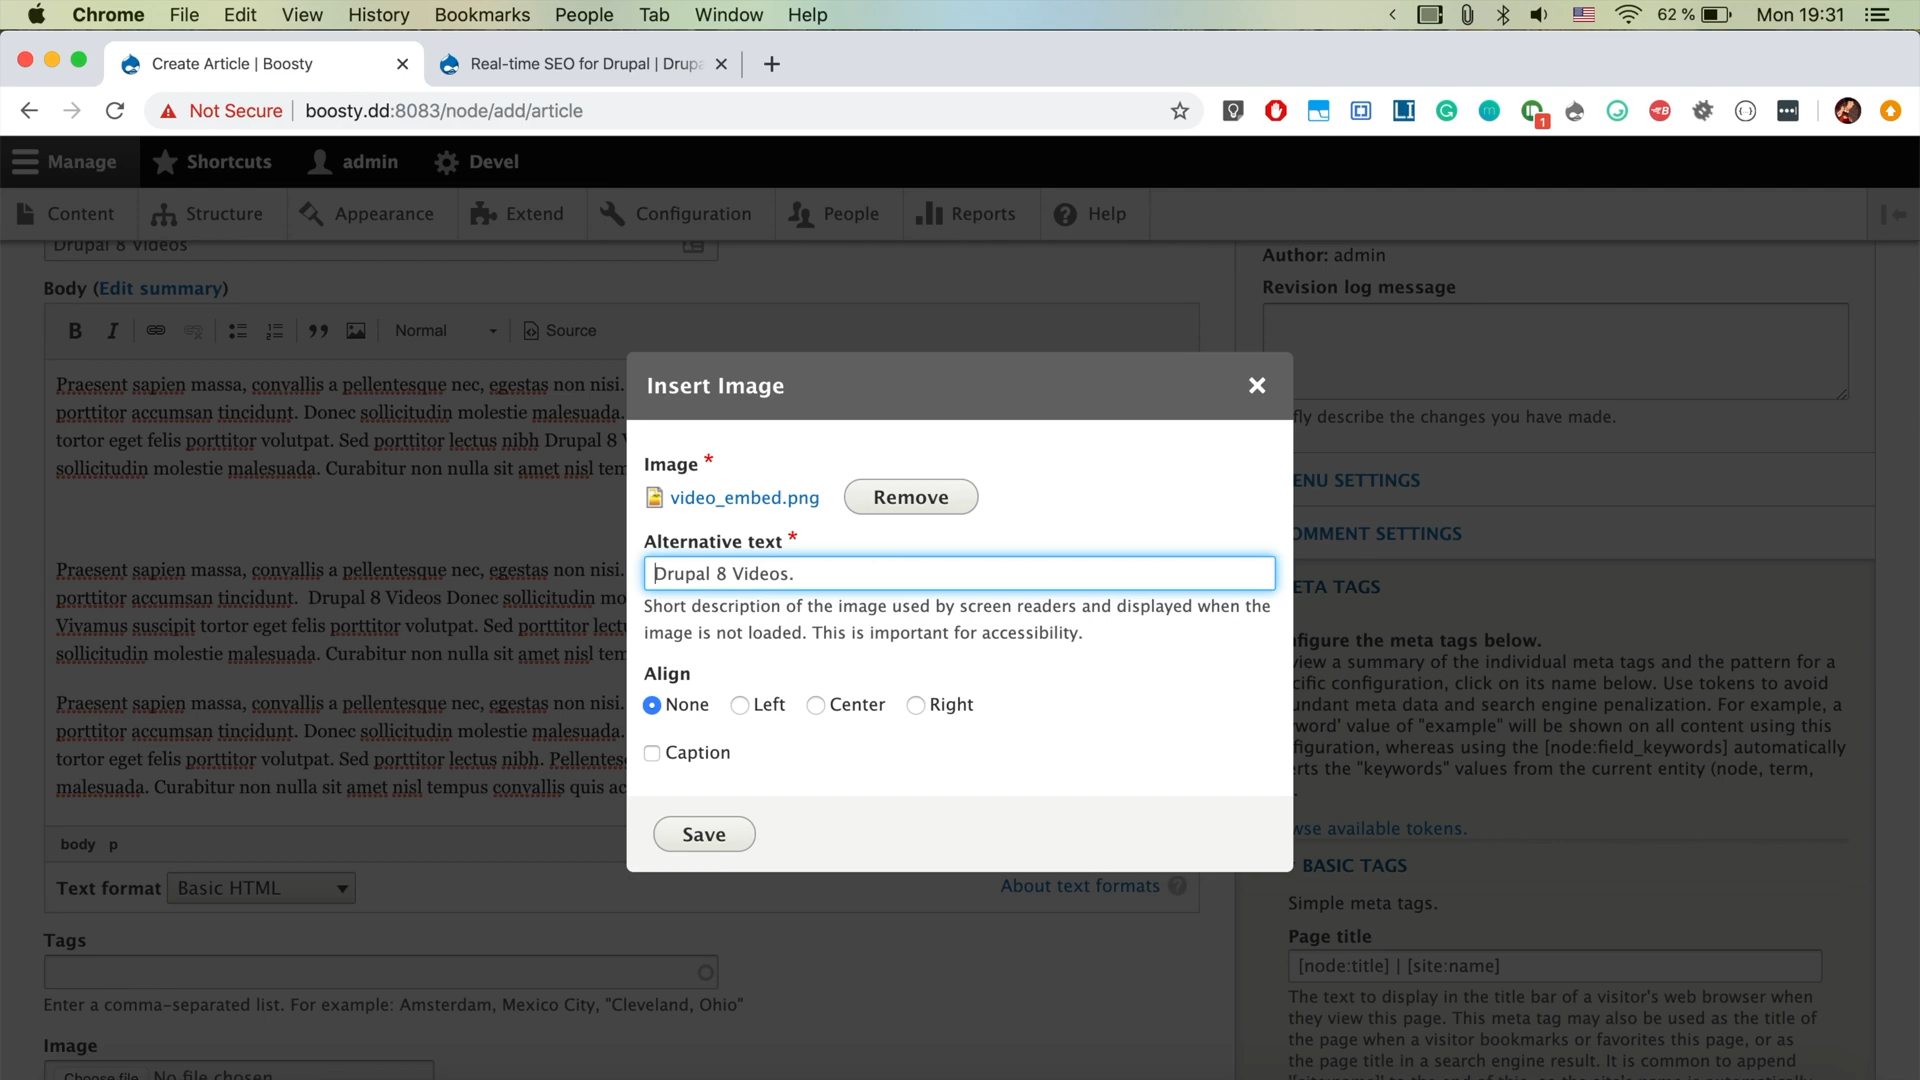 Chrome File Edit View History Bookmarks People Tab Window Help 62 % Mon 19:31
Create Article | Boosty Real-time SEO for Drupal | Drupa
Not Secure boosty.dd:8083/node/add/article
Manage Shortcuts admin Devel
Content Structure Appearance Extend Configuration People Reports Help
Drupal 8 Videos
Author: admin
Body (Edit summary)
Revision log message
B I Normal Source
Praesent sapien massa, convallis a pellentesque nec, egestas non nisi.
porttitor accumsan tincidunt. Donec sollicitudin molestie malesuada.
tortor eget felis porttitor volutpat. Sed porttitor lectus nibh Drupal 8 V
sollicitudin molestie malesuada. Curabitur non nulla sit amet nisl tem
fly describe the changes you have made.
ENU SETTINGS
OMMENT SETTINGS
ETA TAGS
Insert Image
Image *
video_embed.png Remove
Alternative text *
Drupal 8 Videos.
Short description of the image used by screen readers and displayed when the
image is not loaded. This is important for accessibility.
Align
None Left Center Right
Caption
Save
Praesent sapien massa, convallis a pellentesque nec, egestas non nisi.
porttitor accumsan tincidunt. Drupal 8 Videos Donec sollicitudin mo
Vivamus suscipit tortor eget felis porttitor volutpat. Sed porttitor lectu
sollicitudin molestie malesuada. Curabitur non nulla sit amet nisl tem
Praesent sapien massa, convallis a pellentesque nec, egestas non nisi.
porttitor accumsan tincidunt. Donec sollicitudin molestie malesuada.
tortor eget felis porttitor volutpat. Sed porttitor lectus nibh. Pellentes
malesuada. Curabitur non nulla sit amet nisl tempus convallis quis ac
figure the meta tags below.
view a summary of the individual meta tags and the pattern for a
cific configuration, click on its name below. Use tokens to avoid
undant meta data and search engine penalization. For example, a
word' value of "example" will be shown on all content using this
figuration, whereas using the [node:field_keywords] automatically
erts the "keywords" values from the current entity (node, term,
.
wse available tokens.
body p
Text format Basic HTML
About text formats
BASIC TAGS
Simple meta tags.
Page title
[node:title] | [site:name]
The text to display in the title bar of a visitor's web browser when
they view this page. This meta tag may also be used as the title of
the page when a visitor bookmarks or favorites this page, or as
the page title in a search engine result. It is common to append
Tags
Enter a comma-separated list. For example: Amsterdam, Mexico City, "Cleveland, Ohio"
Image
Choose file No file chosen